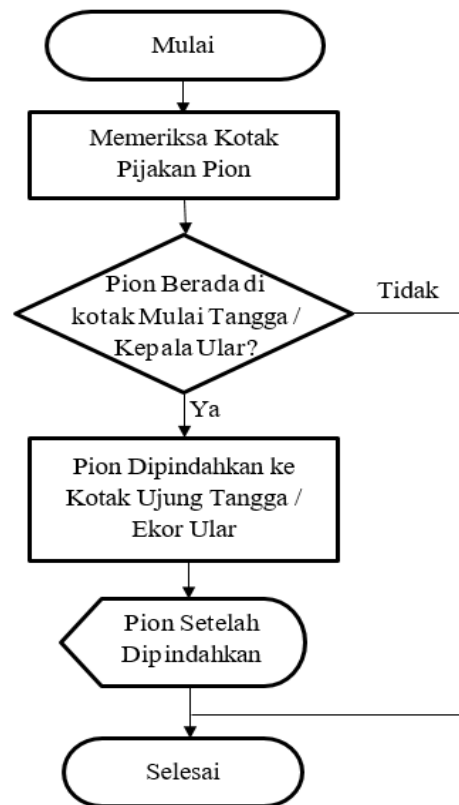 Mulai
Memeriksa Kotak
Pijakan Pion
Pion Berada di
kotak Mulai Tangga /
Kepala Ular?
Tidak
Ya
Pion Dipindahkan ke
Kotak Ujung Tangga /
Ekor Ular
Pion Setelah
Dipindahkan
Selesai